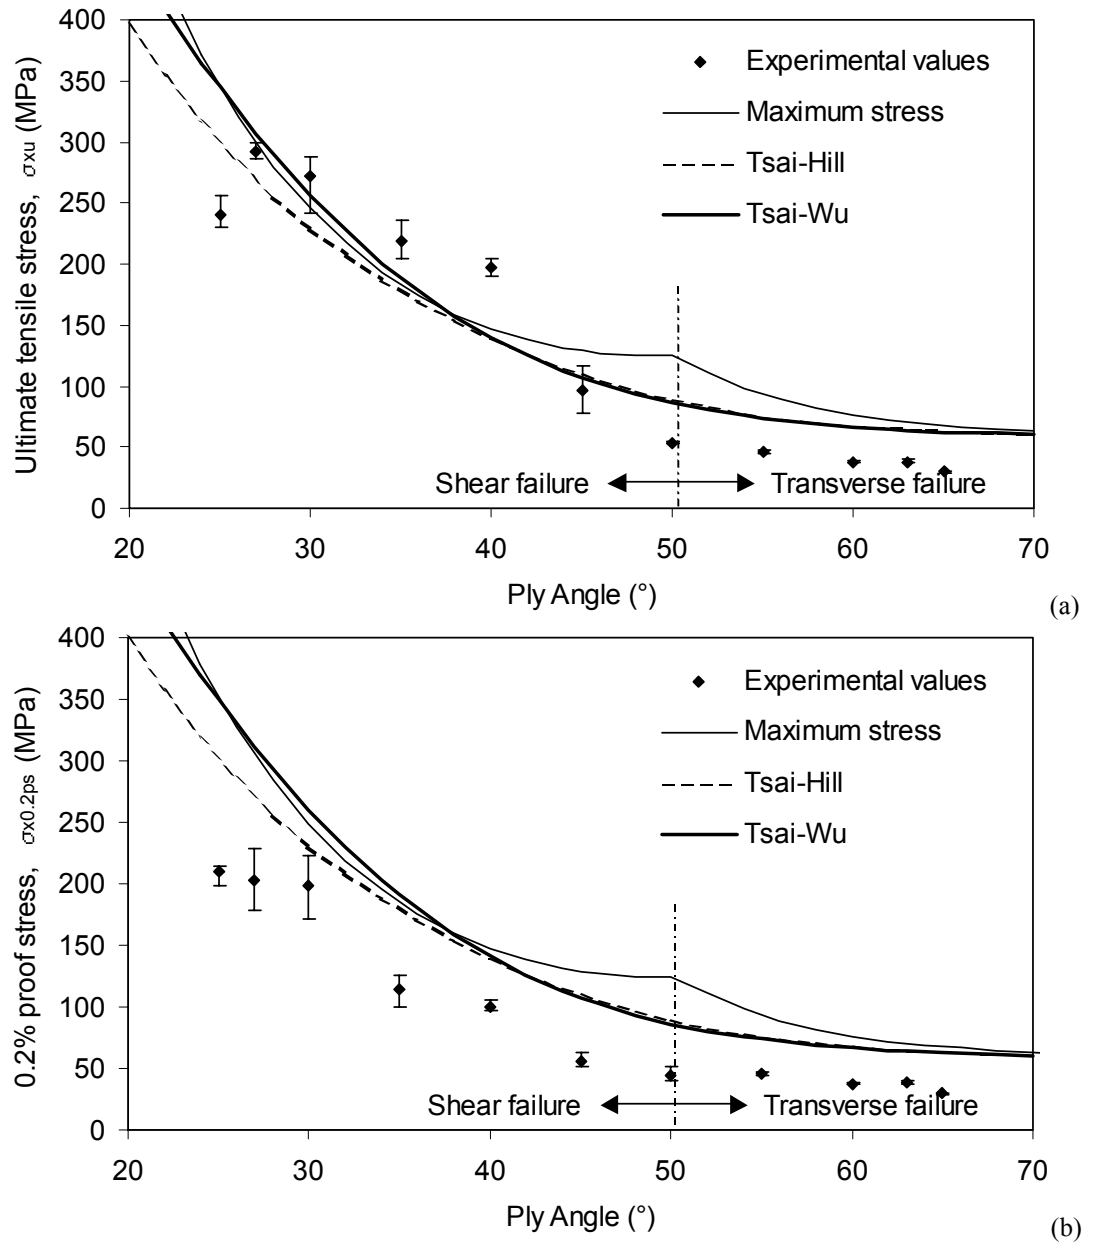 400
350
300
250
200
150
100
50
0
Ultimate tensile stress, σxu (MPa)
Experimental values
Maximum stress
Tsai-Hill
Tsai-Wu
Shear failure
Transverse failure
20 30 40 50 60 70
Ply Angle (°)
(a)
400
350
300
250
200
150
100
50
0
0.2% proof stress, σx0.2ps (MPa)
Experimental values
Maximum stress
Tsai-Hill
Tsai-Wu
Shear failure
Transverse failure
20 30 40 50 60 70
Ply Angle (°)
(b)